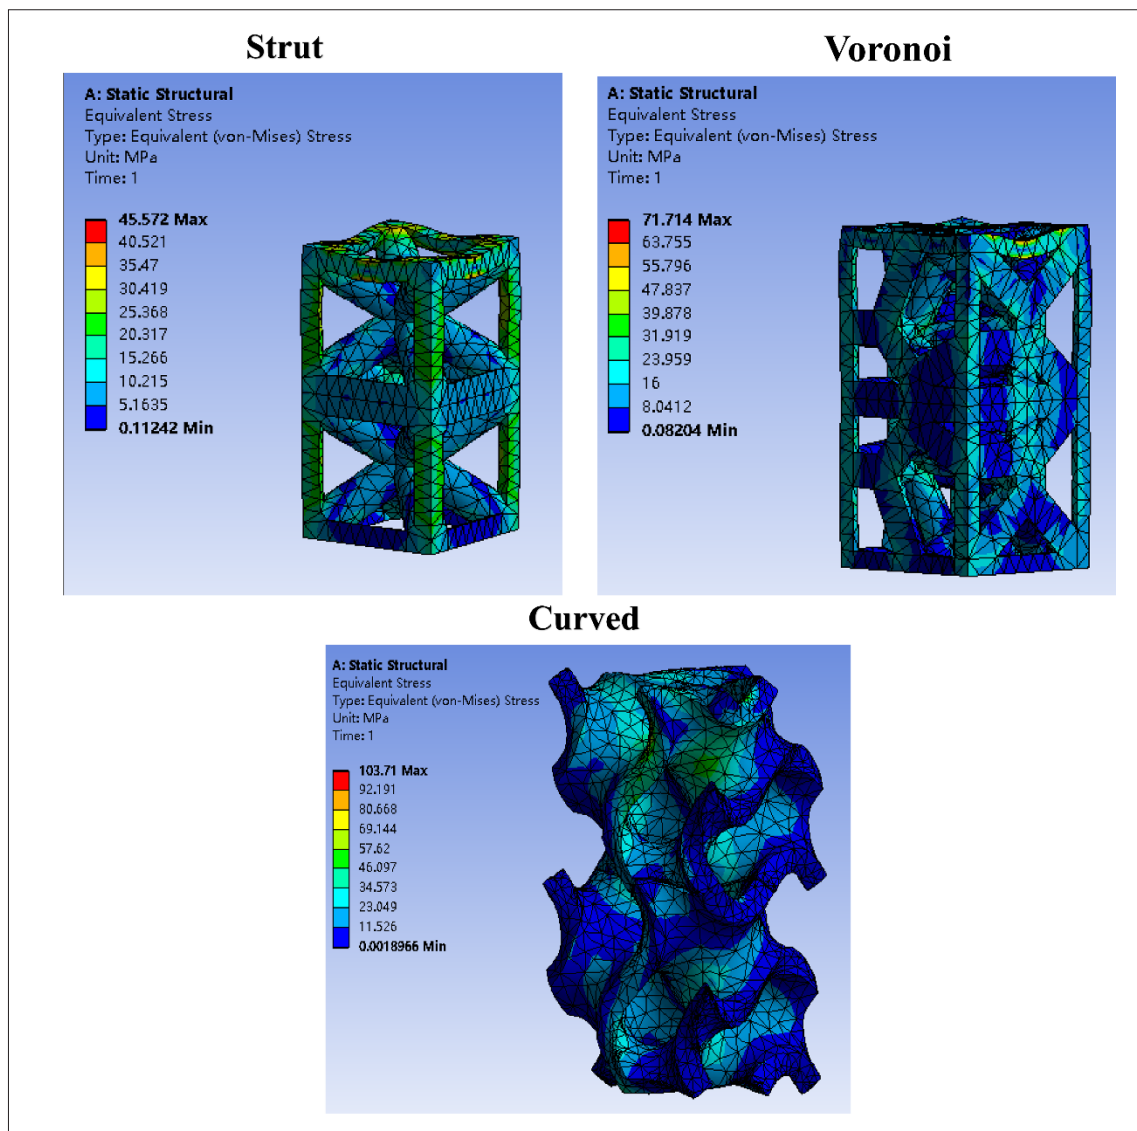 Strut
A: Static Structural
Equivalent Stress
Type: Equivalent (von-Mises) Stress
Unit: MPa
Time: 1
45.572 Max
40.521
35.47
30.419
25.368
20.317
15.266
10.215
5.1635
0.11242 Min
Voronoi
A: Static Structural
Equivalent Stress
Type: Equivalent (von-Mises) Stress
Unit: MPa
Time: 1
71.714 Max
63.755
55.796
47.837
39.878
31.919
23.959
16
8.0412
0.08204 Min
Curved
A: Static Structural
Equivalent Stress
Type: Equivalent (von-Mises) Stress
Unit: MPa
Time: 1
103.71 Max
92.191
80.668
69.144
57.62
46.097
34.573
23.049
11.526
0.0018966 Min